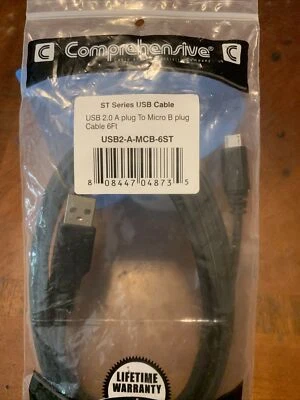 C Comprehensive® C
ST Series USB Cable
USB 2.0 A plug To Micro B plug
Cable 6Ft
USB2-A-MCB-6ST
8 08447 04873 5
LIFETIME
WARRANTY